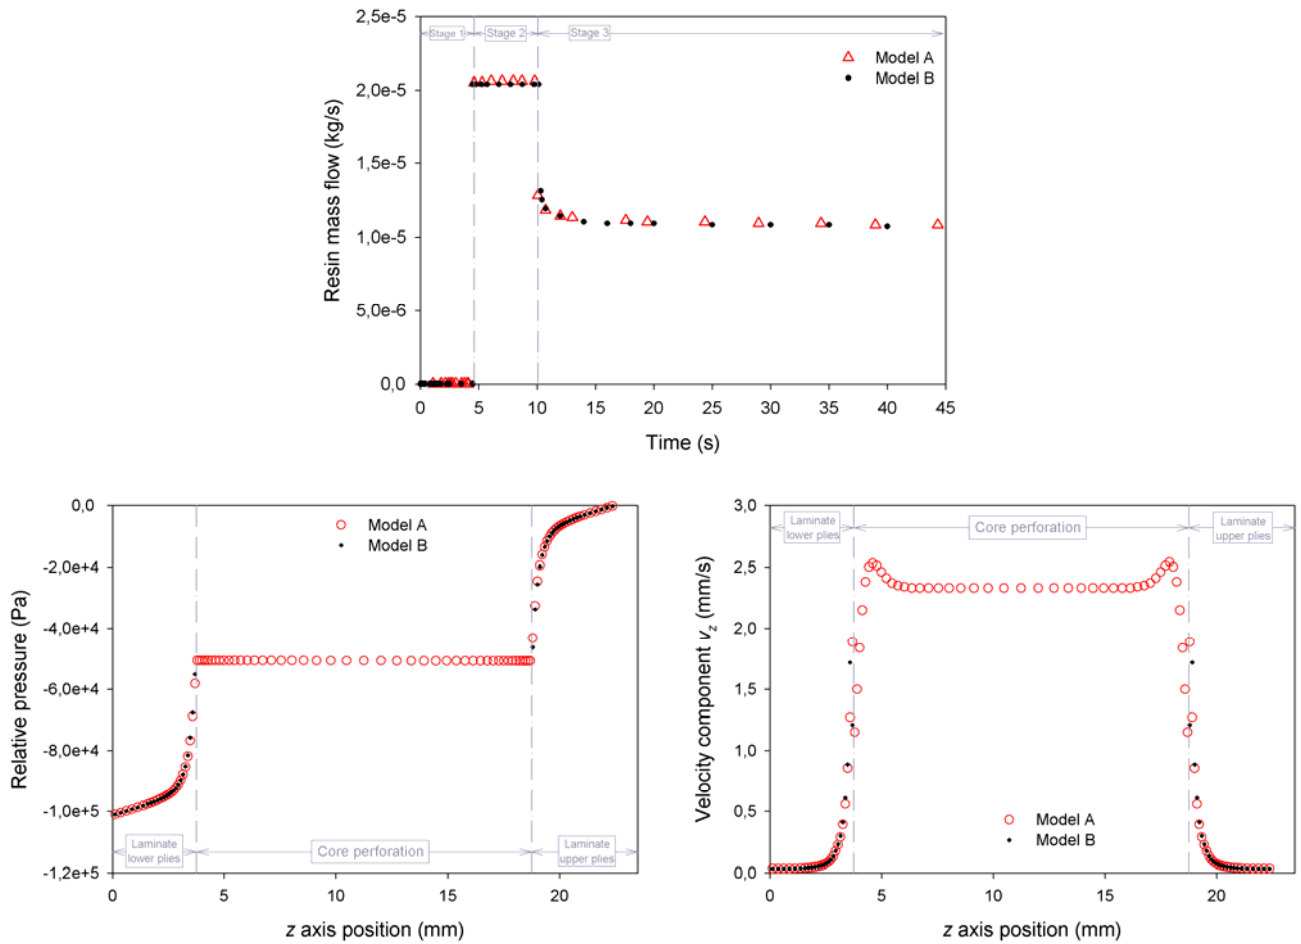 2,5e-5
Stage 1
Stage 2
Stage 3
Model A
Model B
2,0e-5
1,5e-5
1,0e-5
5,0e-6
0,0
Resin mass flow (kg/s)
0 5 10 15 20 25 30 35 40 45
Time (s)
0,0
Model A
Model B
-2,0e+4
-4,0e+4
-6,0e+4
-8,0e+4
-1,0e+5
-1,2e+5
Relative pressure (Pa)
Laminate
lower plies
Core perforation
Laminate
upper plies
0 5 10 15 20
z axis position (mm)
3,0
Laminate
lower plies
Core perforation
Laminate
upper plies
2,5
2,0
1,5
1,0
0,5
0,0
Velocity component vz (mm/s)
Model A
Model B
0 5 10 15 20
z axis position (mm)